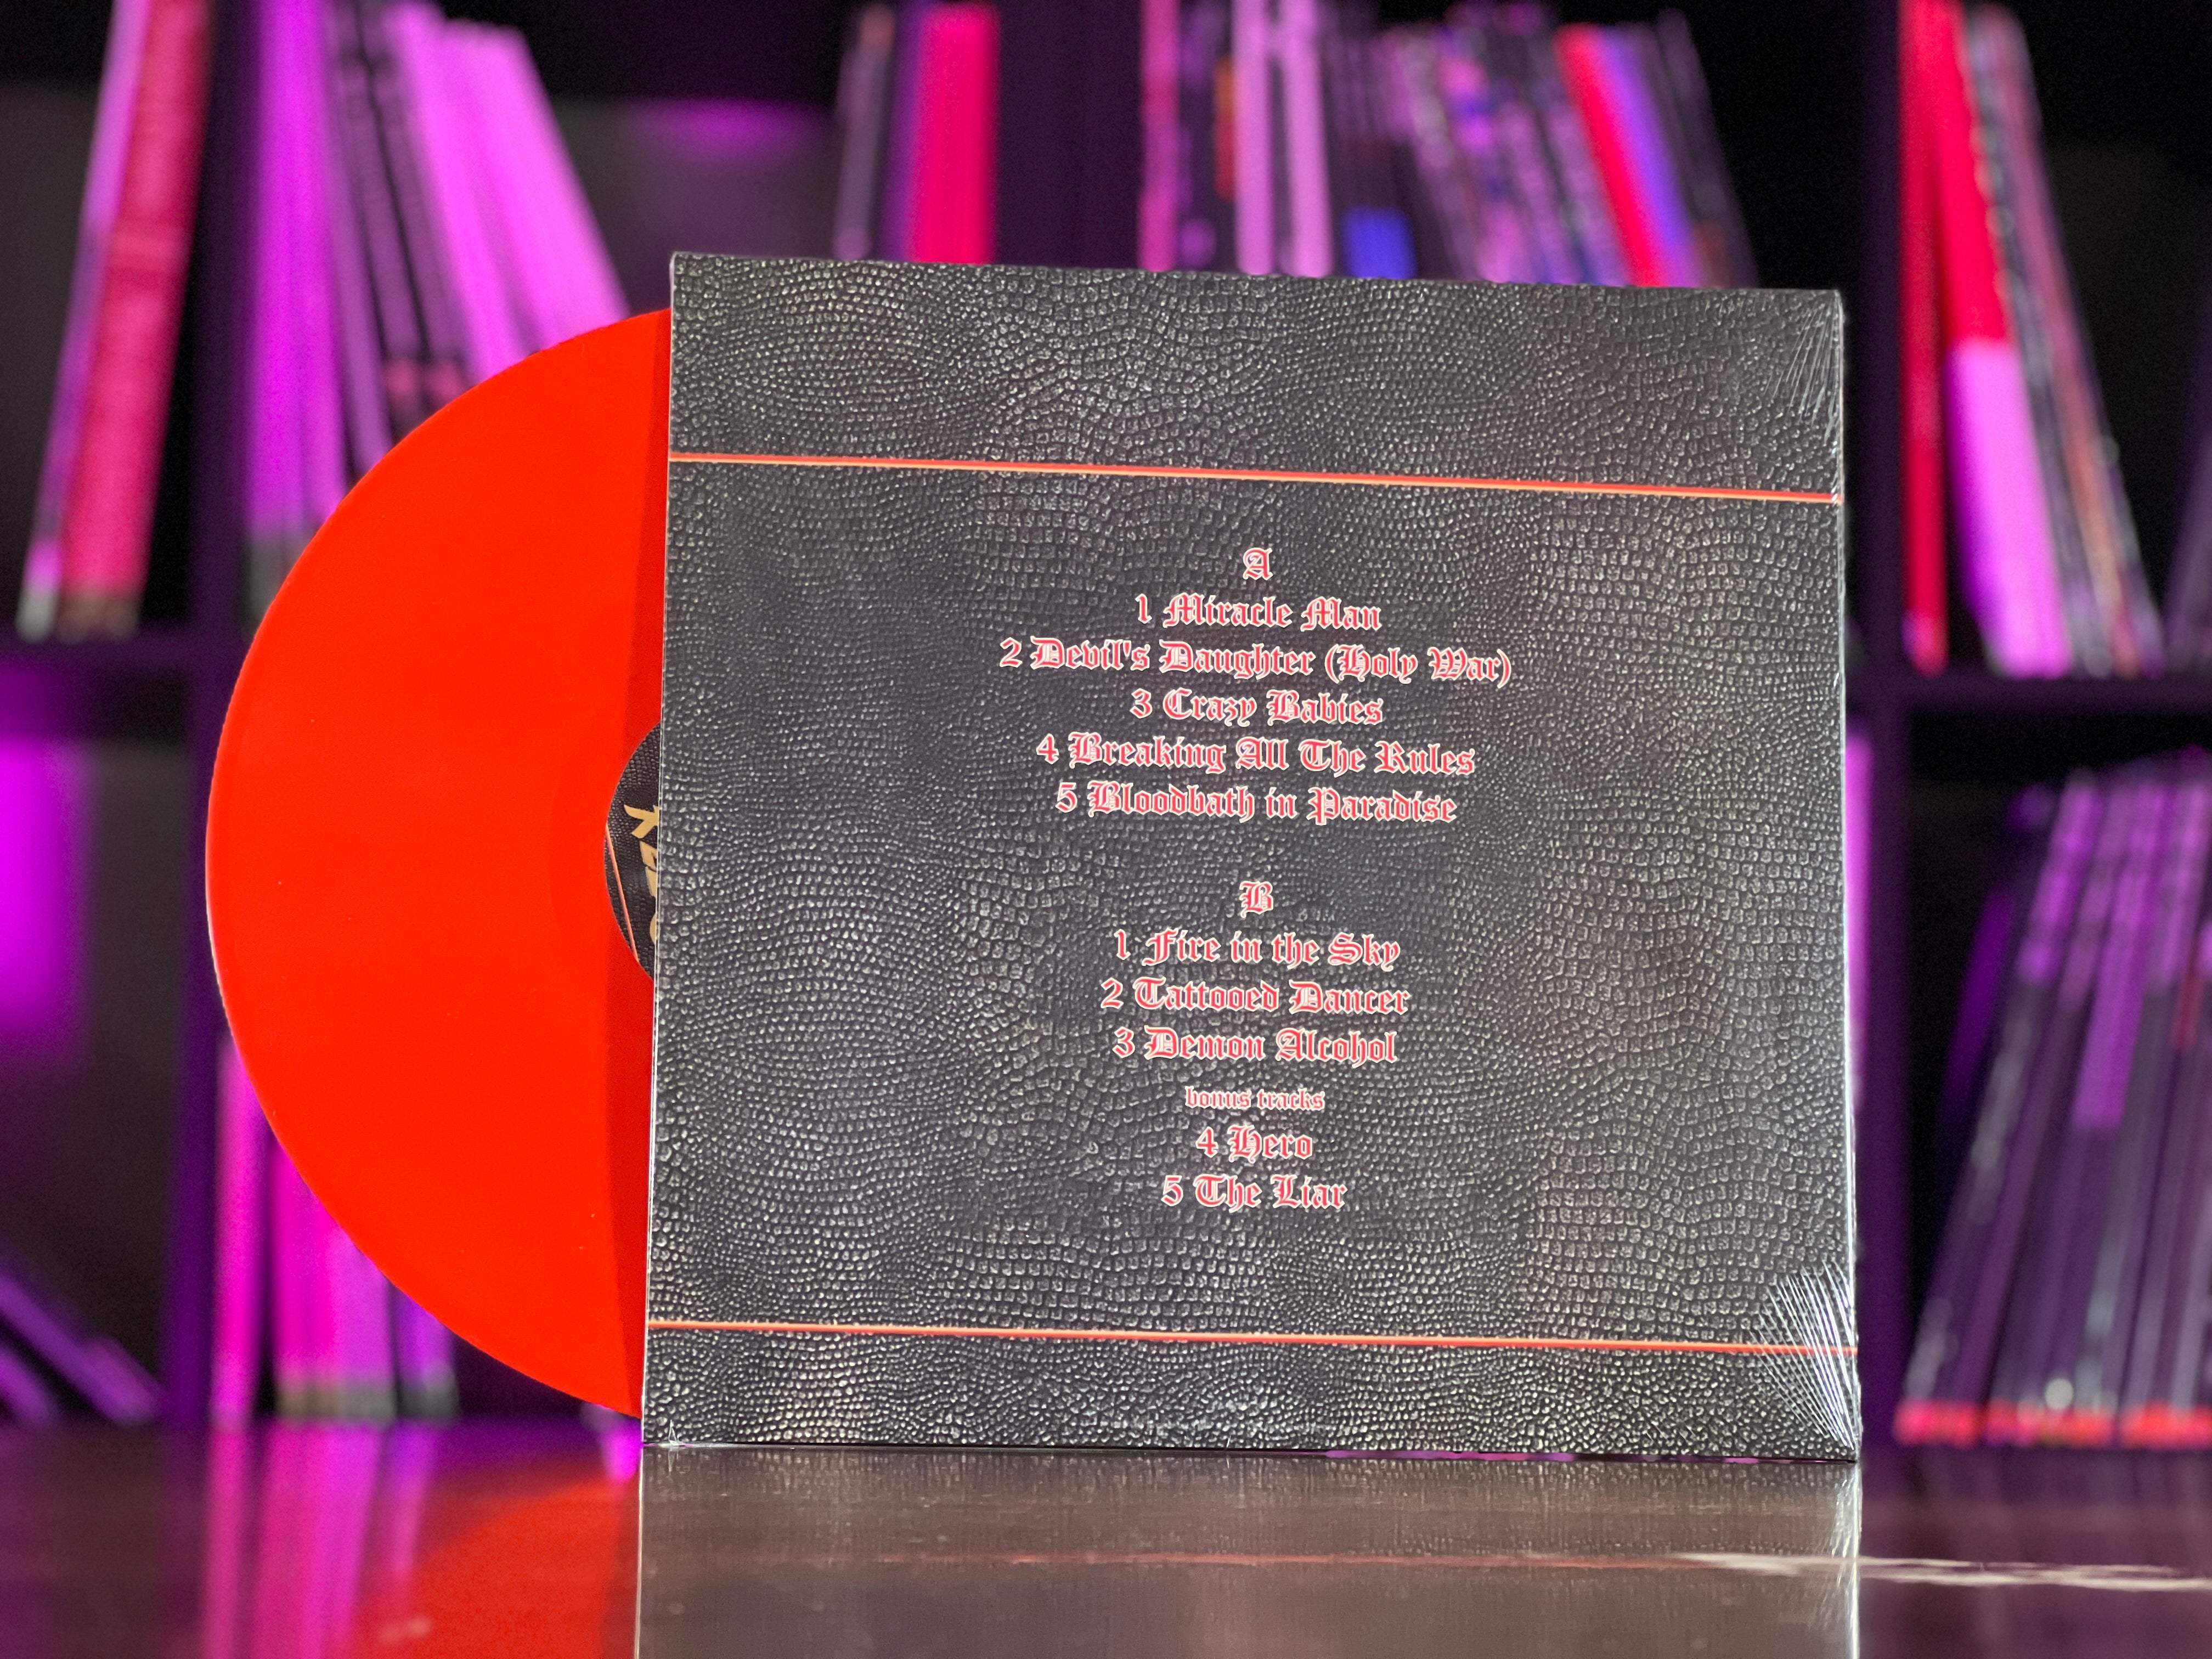 A
1 Miracle Man
2 Devil's Daughter (Holy War)
3 Crazy Babies
4 Breaking All The Rules
5 Bloodbath in Paradise
B
1 Fire in the Sky
2 Tattooed Dancer
3 Demon Alcohol
bonus tracks
4 Hero
5 The Liar